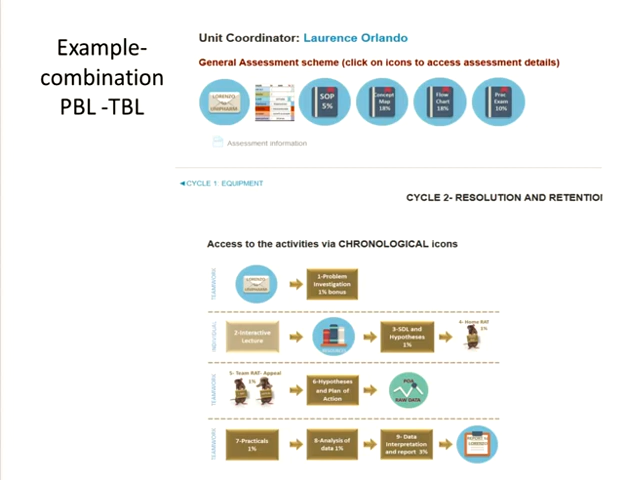 Example-
combination
PBL -TBL
Unit Coordinator: Laurence Orlando
General Assessment scheme (click on icons to access assessment details)
LORENZO
SOP
5%
Concept
Map
18%
Flow
Chart
18%
Prac
Exam
10%
Assessment information
◄CYCLE 1 EQUIPMENT
CYCLE 2- RESOLUTION AND RETENTIOI
Access to the activities via CHRONOLOGICAL icons
TEAMWORK
1-Problem
Investigation
1% bonus
INDIVIDUAL
2-Interactive
Lecture
3-SDL and
Hypotheses
1%
4- Home RAT
1%
TEAMWORK
5- Team RAT- Appeal
1%
6-Hypotheses
and Plan of
Action
POA
RAW DATA
TEAMWORK
7-Practicals
1%
8-Analysis of
data 1%
9- Data
Interpretation
and report 3%